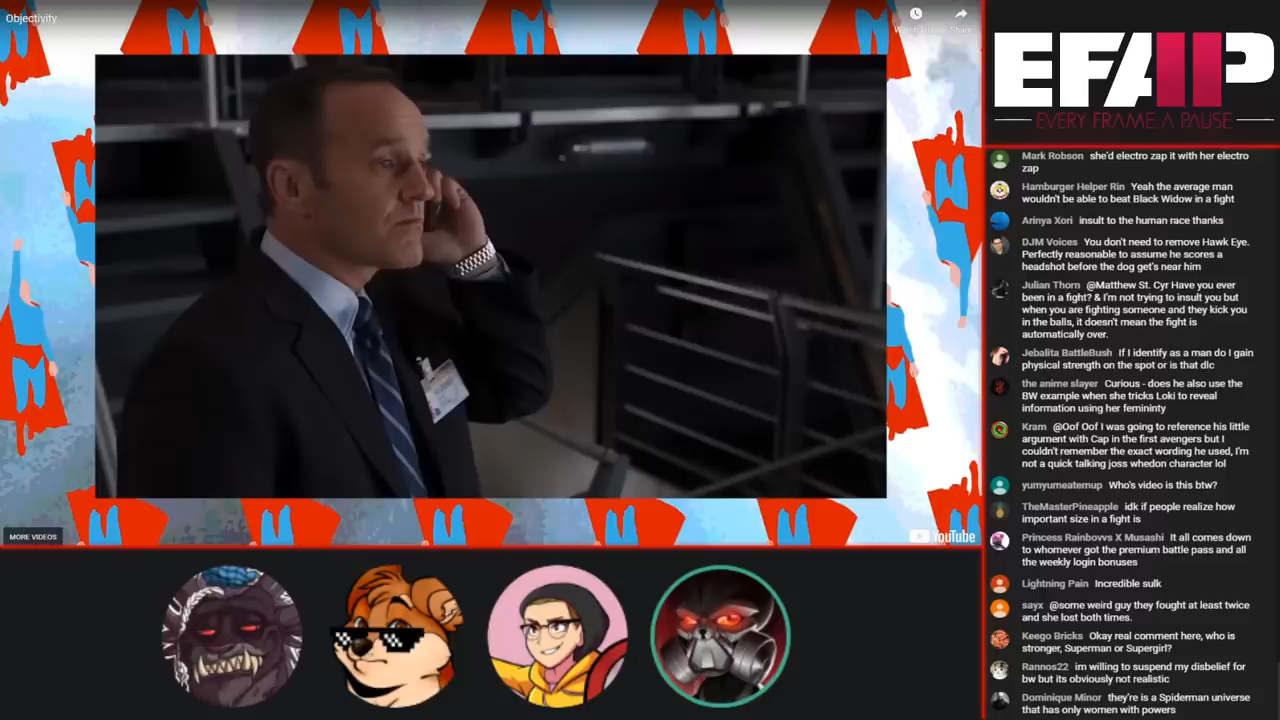 Objectivity
Watch later
Share
EFAP
EVERY FRAME A PAUSE
Mark Robson she'd electro zap it with her electro
zap
Hamburger Helper Rin Yeah the average man
wouldn't be able to beat Black Widow in a fight
Arinya Xori insult to the human race thanks
DJM Voices You don't need to remove Hawk Eye.
Perfectly reasonable to assume he scores a
headshot before the dog get's near him
Julian Thorn @Matthew St. Cyr Have you ever
been in a fight? & I'm not trying to insult you but
when you are fighting someone and they kick you
in the balls, it doesn't mean the fight is
automatically over.
Jebalita BattleBush If I identify as a man do I gain
physical strength on the spot or is that dlc
the anime slayer Curious - does he also use the
BW example when she tricks Loki to reveal
information using her femininty
Kram @Oof Oof I was going to reference his little
argument with Cap in the first avengers but I
couldn't remember the exact wording he used, I'm
not a quick talking joss whedon character lol
yumyumeatemup Who's video is this btw?
TheMasterPineapple idk if people realize how
important size in a fight is
Princess Rainbovvs X Musashi It all comes down
to whomever got the premium battle pass and all
the weekly login bonuses
Lightning Pain Incredible sulk
sayx @some weird guy they fought at least twice
and she lost both times.
Keego Bricks Okay real comment here, who is
stronger, Superman or Supergirl?
Rannos22 im willing to suspend my disbelief for
bw but its obviously not realistic
Dominique Minor they're is a Spiderman universe
that has only women with powers
MORE VIDEOS
YouTube